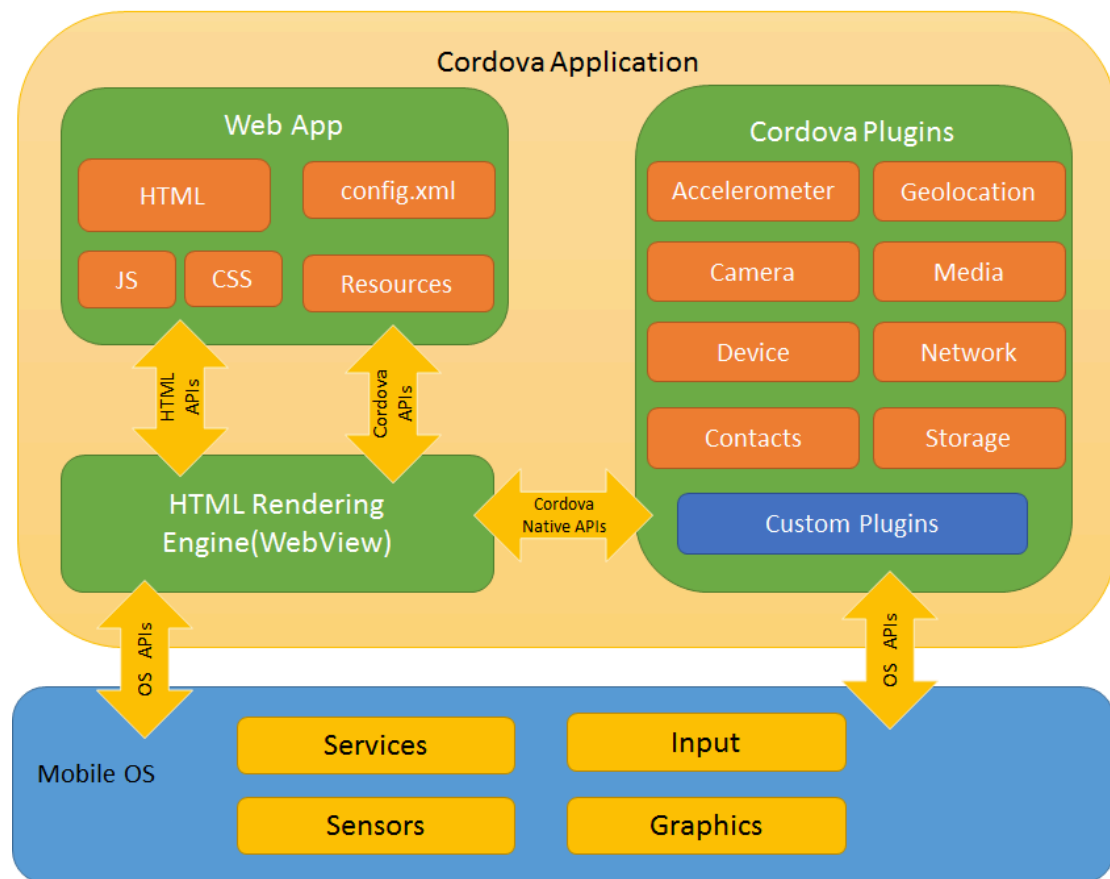 Cordova Application
Web App
HTML
config.xml
JS
CSS
Resources
HTML
APIs
Cordova
APIs
HTML Rendering
Engine(WebView)
Cordova
Native APIs
Cordova Plugins
Accelerometer
Geolocation
Camera
Media
Device
Network
Contacts
Storage
Custom Plugins
OS APIs
OS APIs
Mobile OS
Services
Input
Sensors
Graphics